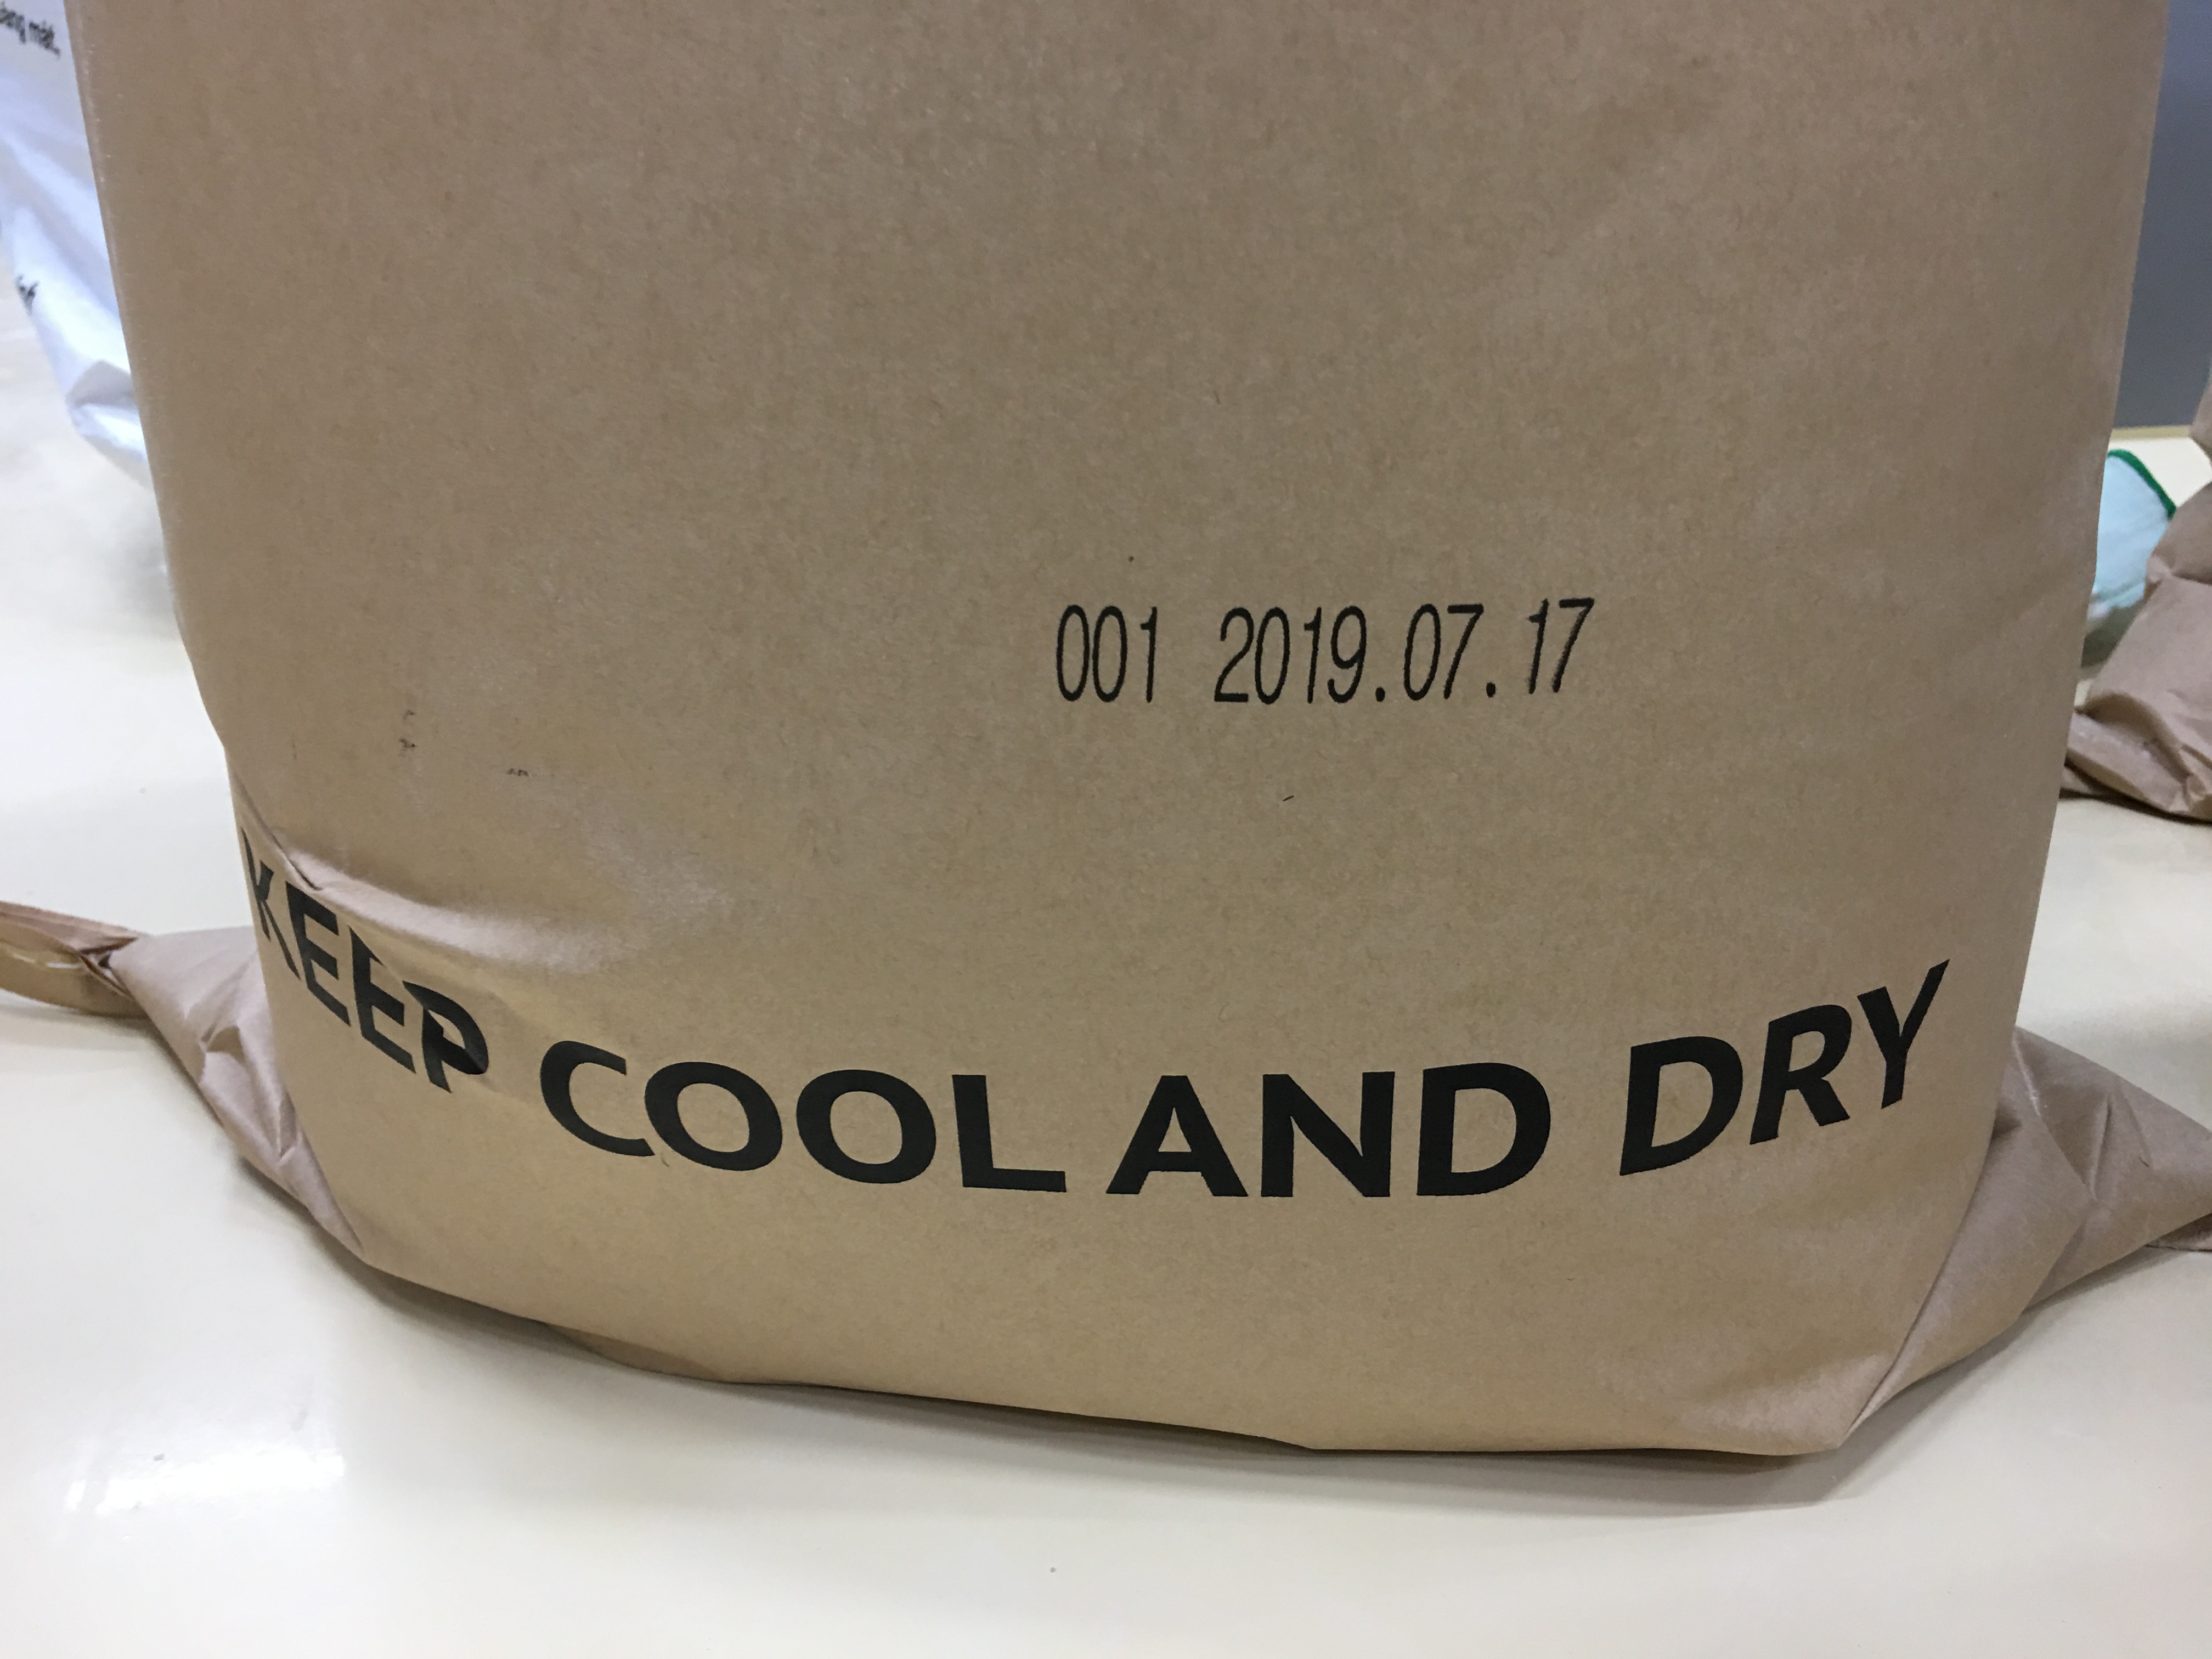 001 2019.07.17
KEEP COOL AND DRY